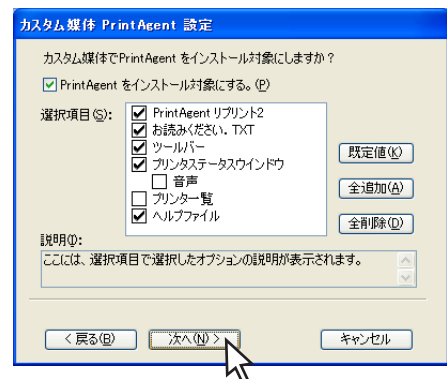 カスタム媒体 PrintAgent 設定
カスタム媒体でPrintAgent をインストール対象にしますか？
PrintAgent をインストール対象にする。(P)
選択項目(S):
PrintAgent リプリント2
お読みください．TXT
ツールバー
プリンタステータスウインドウ
音声
プリンター覧
ヘルプファイル
既定値(K)
全追加(A)
全削除(D)
説明(I):
ここには、選択項目で選択したオプションの説明が表示されます。
< 戻る(B)
次へ(N) >
キャンセル